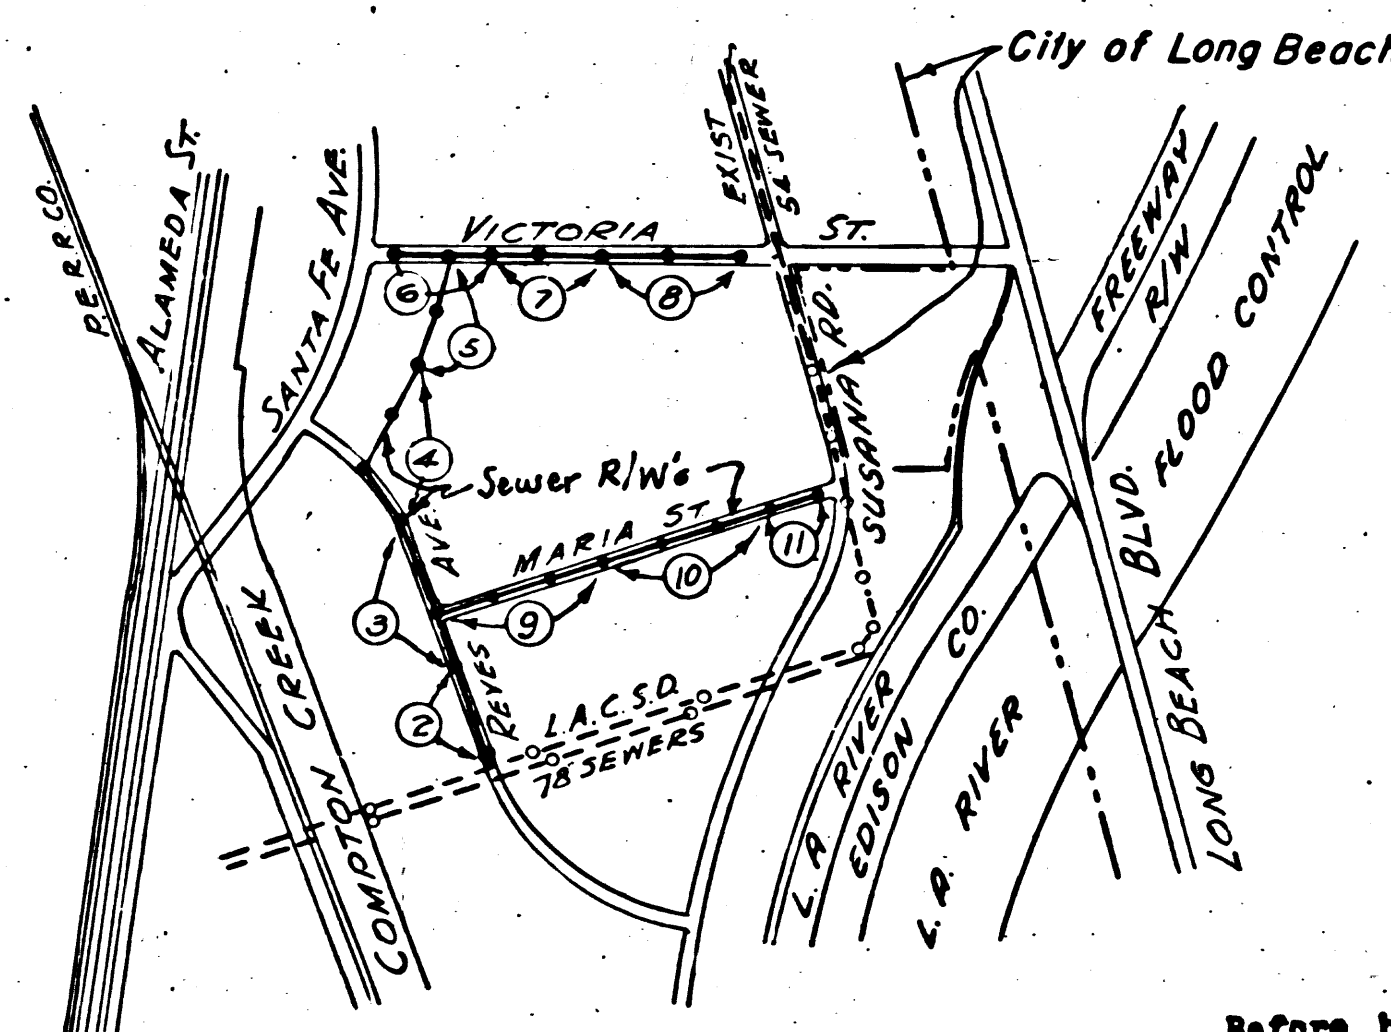 City of Long Beach
P.E.R.R.CO.
ALAMEDA ST.
SANTA FE AVE.
VICTORIA ST.
EXIST
54 SEWER
FREEWAY
R/W
FLOOD CONTROL
6
7
8
5
4
Sewer R/W's
SUSANA RD.
MARIA ST
11
10
9
3
2
REYES AVE.
L.A.C.S.D.
78 SEWERS
COMPTON CREEK
L.A RIVER
EDISON CO.
L.A. RIVER
LONG BEACH BLVD.
Before